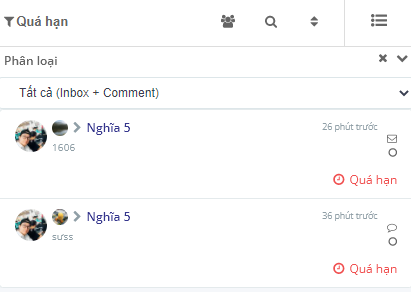 Quá hạn
Phân loại
Tất cả (Inbox + Comment)
Nghĩa 5
26 phút trước
1606
Quá hạn
Nghĩa 5
36 phút trước
sưss
Quá hạn